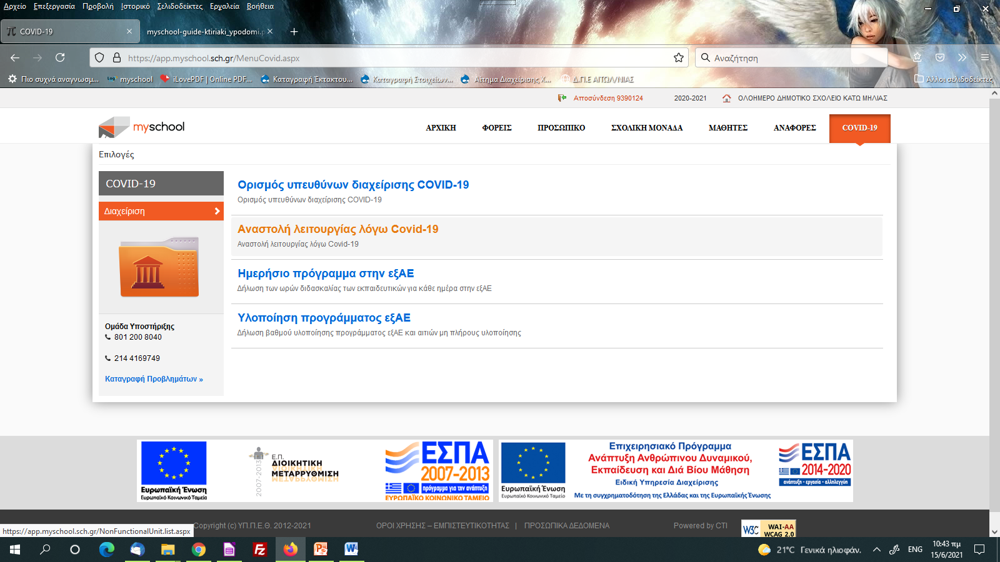 Αρχείο Επεξεργασία Προβολή Ιστορικό Σελιδοδείκτες Εργαλεία Βοήθεια
COVID-19
myschool-guide-ktiriaki_ypodomi.p
https://app.myschool.sch.gr/MenuCovid.aspx
Αναζήτηση
Πιο συχνά αναγνωσμ... myschool iLovePDF | Online PDF... Καταγραφή Έκτακτου... Καταγραφή Στοιχείων... Αίτημα Διαχείρισης Χ... Δ.Π.Ε ΑΙΤΩΛ/ΝΙΑΣ Άλλοι σελιδοδείκτες
Αποσύνδεση 9390124 2020-2021 ΟΛΟΗΜΕΡΟ ΔΗΜΟΤΙΚΟ ΣΧΟΛΕΙΟ ΚΑΤΩ ΜΗΛΙΑΣ
myschool ΑΡΧΙΚΗ ΦΟΡΕΙΣ ΠΡΟΣΩΠΙΚΟ ΣΧΟΛΙΚΗ ΜΟΝΑΔΑ ΜΑΘΗΤΕΣ ΑΝΑΦΟΡΕΣ COVID-19
Επιλογές
COVID-19
Διαχείριση
Ομάδα Υποστήριξης
801 200 8040
214 4169749
Καταγραφή Προβλημάτων »
Ορισμός υπευθύνων διαχείρισης COVID-19
Ορισμός υπευθύνων διαχείρισης COVID-19
Αναστολή λειτουργίας λόγω Covid-19
Αναστολή λειτουργίας λόγω Covid-19
Ημερήσιο πρόγραμμα στην εξΑΕ
Δήλωση των ωρών διδασκαλίας των εκπαιδευτικών για κάθε ημέρα στην εξΑΕ
Υλοποίηση προγράμματος εξΑΕ
Δήλωση βαθμού υλοποίησης προγράμματος εξΑΕ και αιτιών μη πλήρους υλοποίησης
Ευρωπαϊκή Ένωση
Ευρωπαϊκό Κοινωνικό Ταμείο
2007-2013
Ε.Π.
ΔΙΟΙΚΗΤΙΚΗ
ΜΕΤΑΡΡΥΘΜΙΣΗ
ΕΣΠΑ
2007-2013
πρόγραμμα για την ανάπτυξη
ΕΥΡΩΠΑΪΚΟ ΚΟΙΝΩΝΙΚΟ ΤΑΜΕΙΟ
Ευρωπαϊκή Ένωση
Ευρωπαϊκό Κοινωνικό Ταμείο
Επιχειρησιακό Πρόγραμμα
Ανάπτυξη Ανθρώπινου Δυναμικού,
Εκπαίδευση και Διά Βίου Μάθηση
Ειδική Υπηρεσία Διαχείρισης
Με τη συγχρηματοδότηση της Ελλάδας και της Ευρωπαϊκής Ένωσης
ΕΣΠΑ
2014-2020
ανάπτυξη - εργασία - αλληλεγγύη
Copyright (c) ΥΠ.Π.Ε.Θ. 2012-2021 ΟΡΟΙ ΧΡΗΣΗΣ – ΕΜΠΙΣΤΕΥΤΙΚΟΤΗΤΑΣ | ΠΡΟΣΩΠΙΚΑ ΔΕΔΟΜΕΝΑ Powered by CTI
W3C WAI-AA
WCAG 2.0
https://app.myschool.sch.gr/NonFunctionalUnit.list.aspx
21°C Γενικά ηλιοφάν. ENG
10:43 πμ
15/6/2021